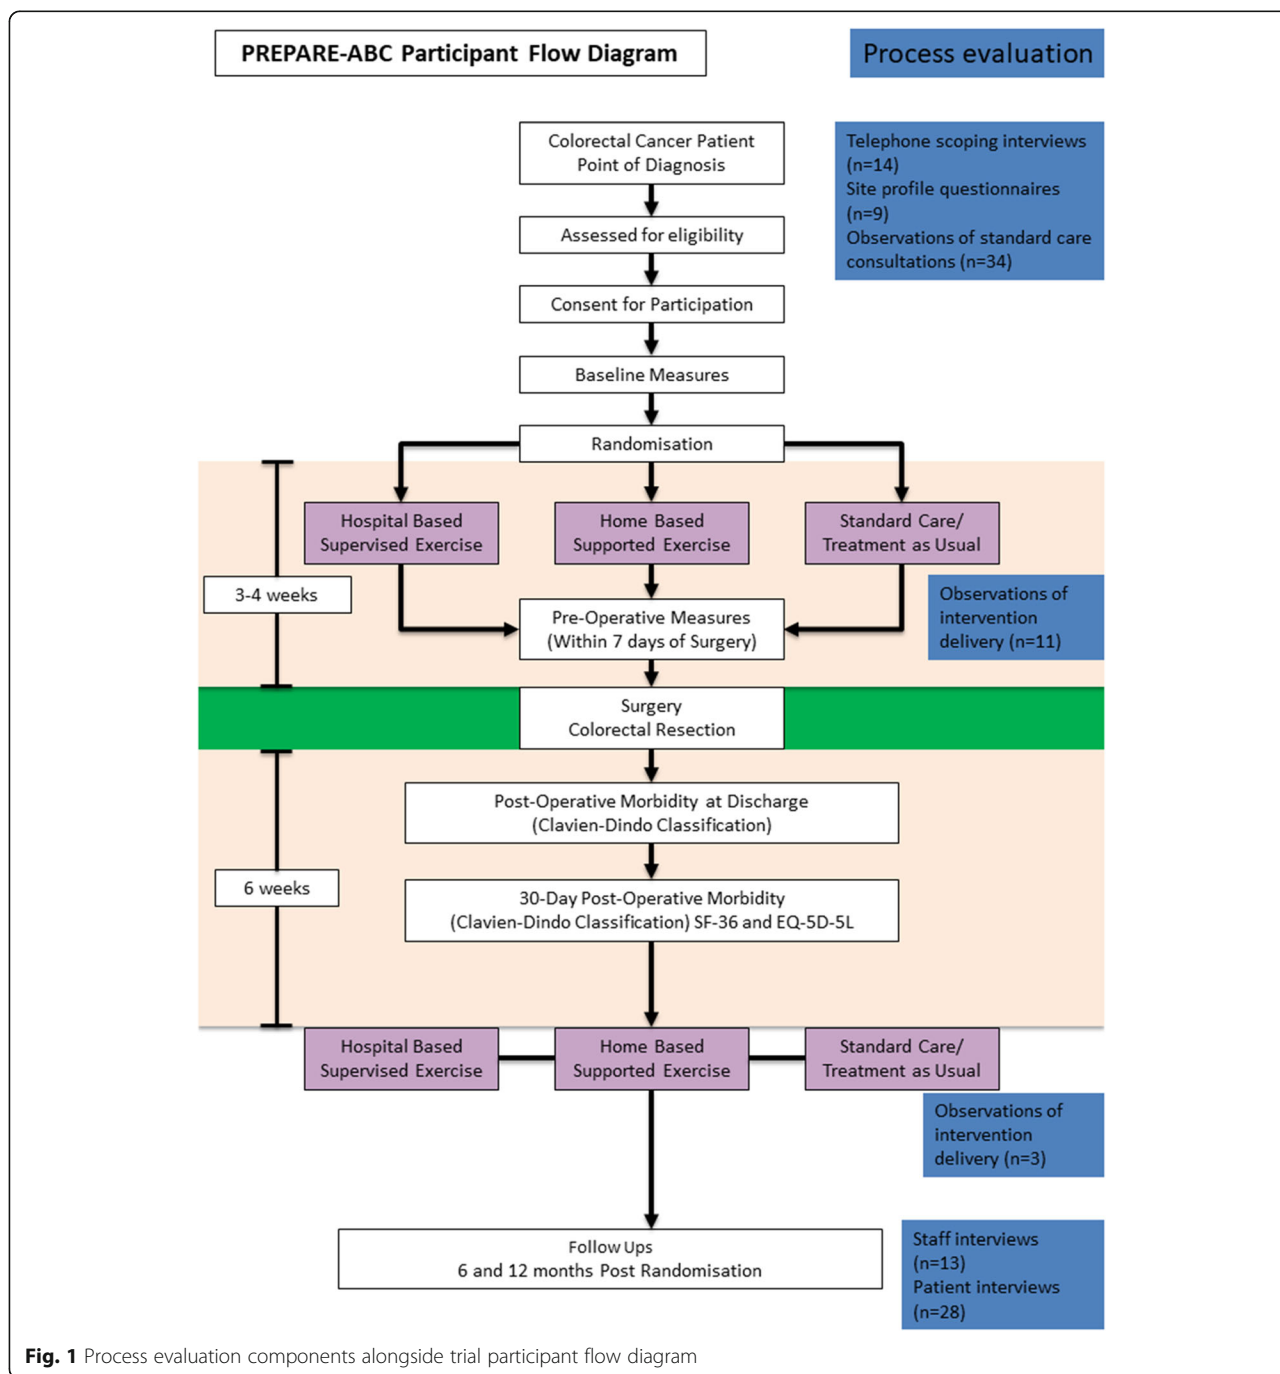 PREPARE-ABC Participant Flow Diagram
Process evaluation
Colorectal Cancer Patient
Point of Diagnosis
Telephone scoping interviews
(n=14)
Site profile questionnaires
(n=9)
Observations of standard care
consultations (n=34)
Assessed for eligibility
Consent for Participation
Baseline Measures
Randomisation
Hospital Based
Supervised Exercise
Home Based
Supported Exercise
Standard Care/
Treatment as Usual
3-4 weeks
Pre-Operative Measures
(Within 7 days of Surgery)
Observations of
intervention
delivery (n=11)
Surgery
Colorectal Resection
Post-Operative Morbidity at Discharge
(Clavien-Dindo Classification)
6 weeks
30-Day Post-Operative Morbidity
(Clavien-Dindo Classification) SF-36 and EQ-5D-5L
Hospital Based
Supervised Exercise
Home Based
Supported Exercise
Standard Care/
Treatment as Usual
Observations of
intervention
delivery (n=3)
Follow Ups
6 and 12 months Post Randomisation
Staff interviews
(n=13)
Patient interviews
(n=28)
Fig. 1 Process evaluation components alongside trial participant flow diagram